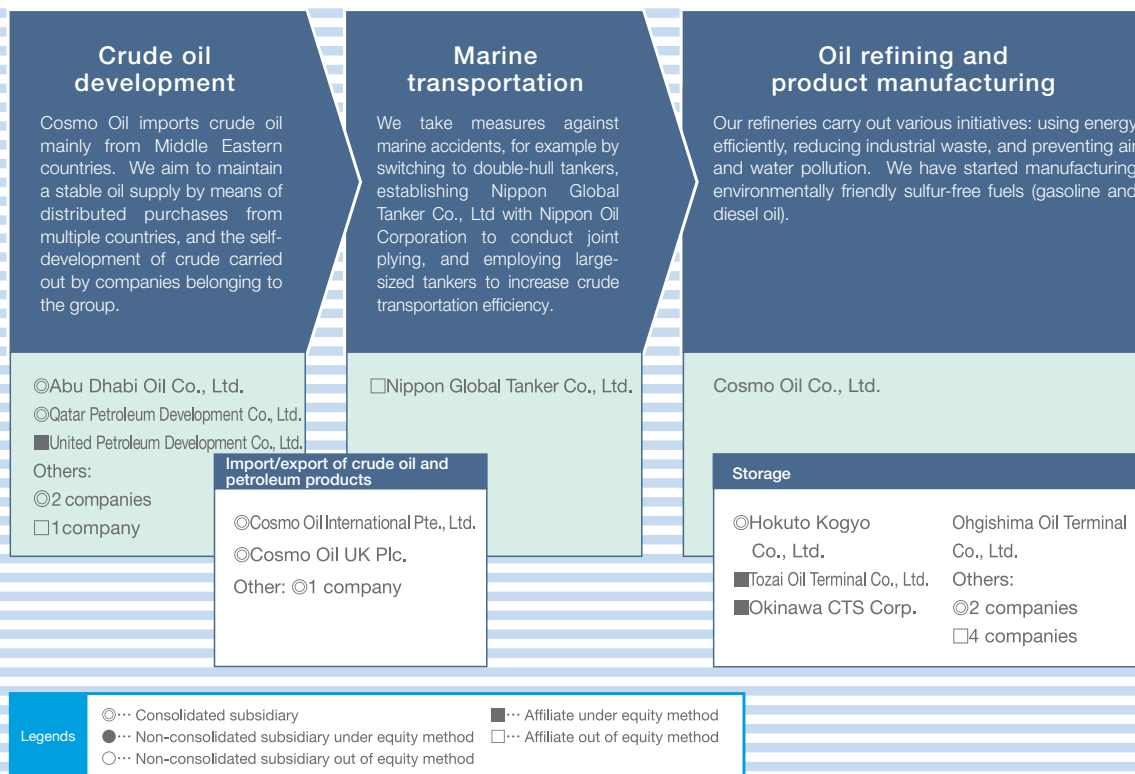 Crude oil
development
Cosmo Oil imports crude oil
mainly from Middle Eastern
countries. We aim to maintain
a stable oil supply by means of
distributed purchases from
multiple countries, and the self-
development of crude carried
out by companies belonging to
the group.
◎Abu Dhabi Oil Co., Ltd.
◎Qatar Petroleum Development Co., Ltd.
■United Petroleum Development Co., Ltd.
Others:
◎2 companies
□1company
Marine
transportation
We take measures against
marine accidents, for example by
switching to double-hull tankers,
establishing Nippon Global
Tanker Co., Ltd with Nippon Oil
Corporation to conduct joint
plying, and employing large-
sized tankers to increase crude
transportation efficiency.
□Nippon Global Tanker Co., Ltd.
Import/export of crude oil and
petroleum products
◎Cosmo Oil International Pte., Ltd.
◎Cosmo Oil UK Plc.
Other: ◎1 company
Oil refining and
product manufacturing
Our refineries carry out various initiatives: using energy
efficiently, reducing industrial waste, and preventing air
and water pollution. We have started manufacturing
environmentally friendly sulfur-free fuels (gasoline and
diesel oil).
Cosmo Oil Co., Ltd.
Storage
◎Hokuto Kogyo
Co., Ltd.
■Tozai Oil Terminal Co., Ltd.
■Okinawa CTS Corp.
Ohgishima Oil Terminal
Co., Ltd.
Others:
◎2 companies
□4 companies
Legends
◎··· Consolidated subsidiary
●··· Non-consolidated subsidiary under equity method
○··· Non-consolidated subsidiary out of equity method
■··· Affiliate under equity method
□··· Affiliate out of equity method